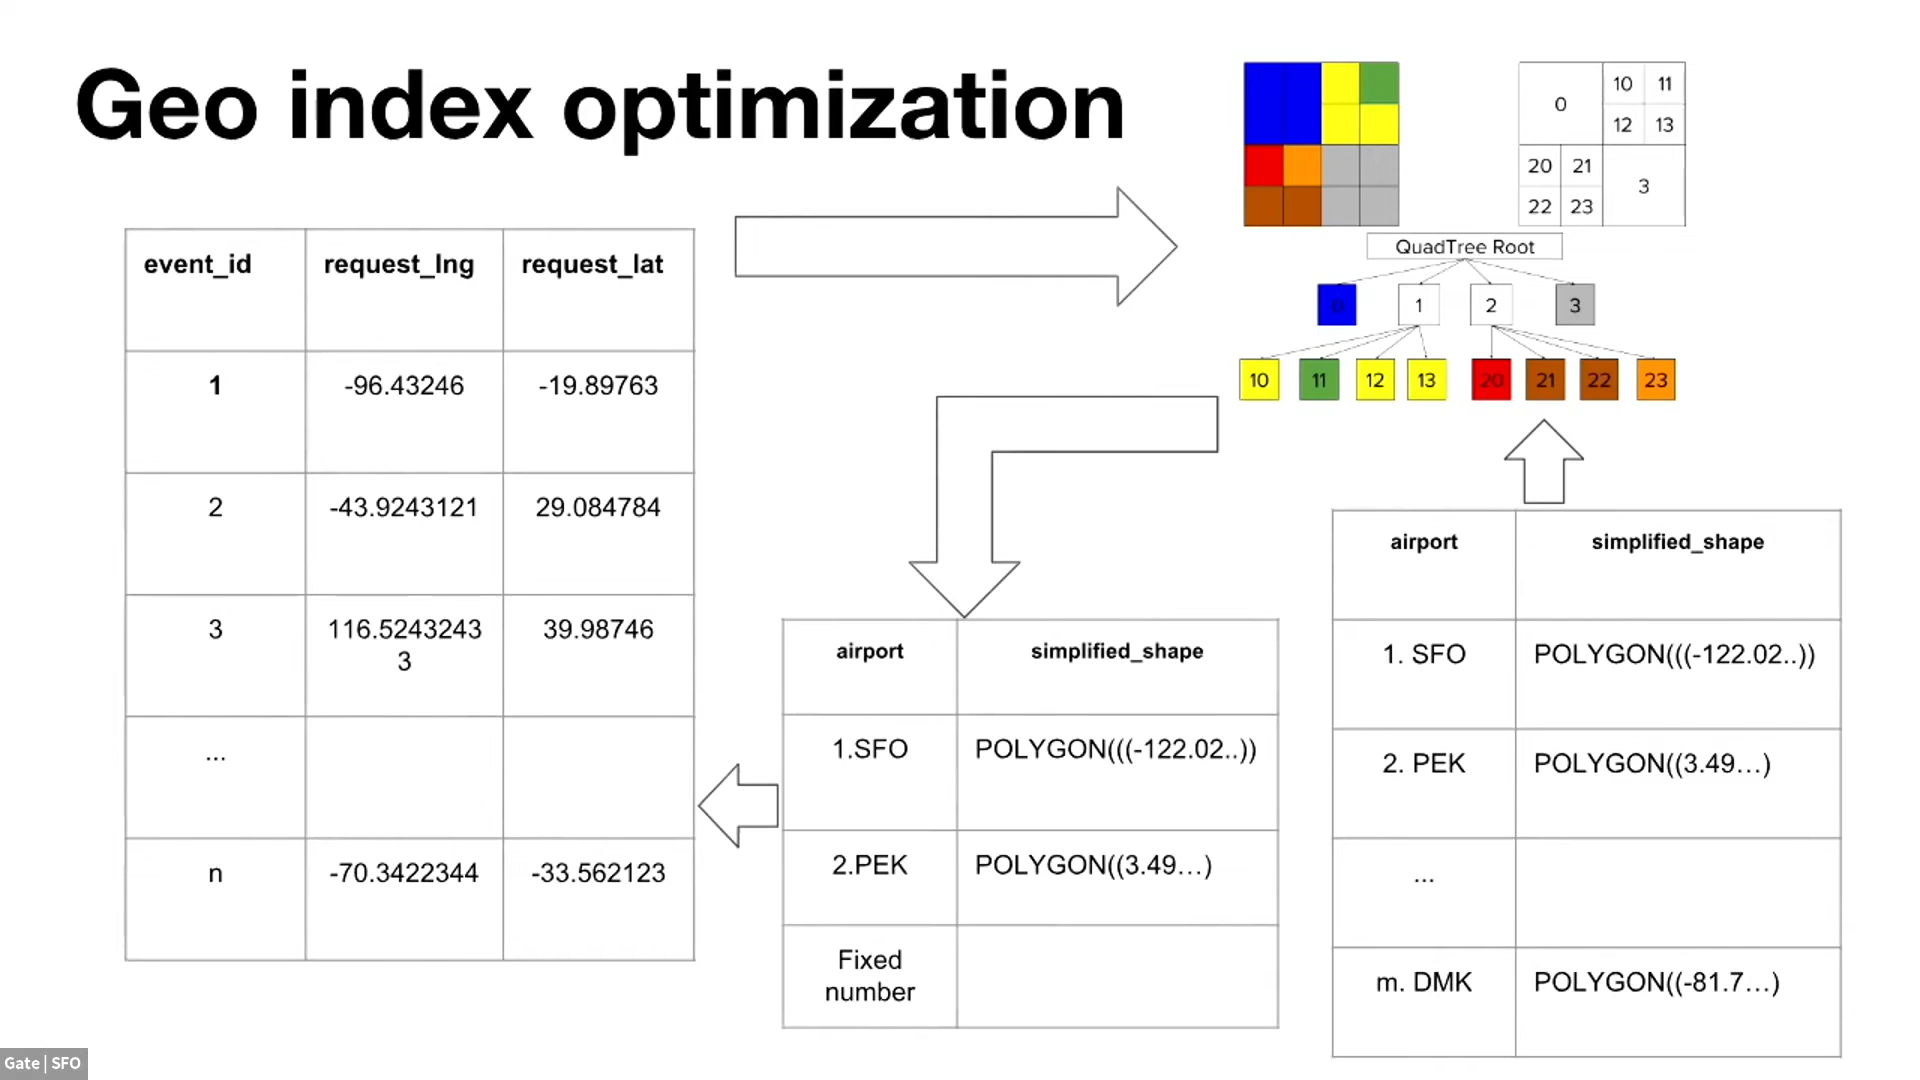 Geo index optimization
0
10 11
12 13
20 21
22 23
3
QuadTree Root
0 1 2 3
10 11 12 13 20 21 22 23
event_id request_lng request_lat
1 -96.43246 -19.89763
2 -43.9243121 29.084784
3 116.5243243
3 39.98746
...
n -70.3422344 -33.562123
airport simplified_shape
1.SFO POLYGON(((-122.02..))
2.PEK POLYGON((3.49…)
Fixed
number
airport simplified_shape
1. SFO POLYGON(((-122.02..))
2. PEK POLYGON((3.49…)
...
m. DMK POLYGON((-81.7…)
Gate | SFO